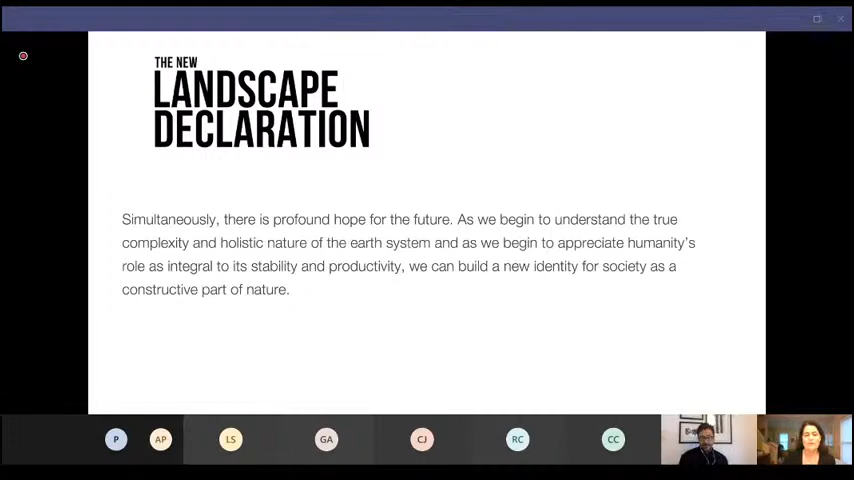 THE NEW
LANDSCAPE
DECLARATION
Simultaneously, there is profound hope for the future. As we begin to understand the true
complexity and holistic nature of the earth system and as we begin to appreciate humanity's
role as integral to its stability and productivity, we can build a new identity for society as a
constructive part of nature.
P AP LS GA CJ RC CC